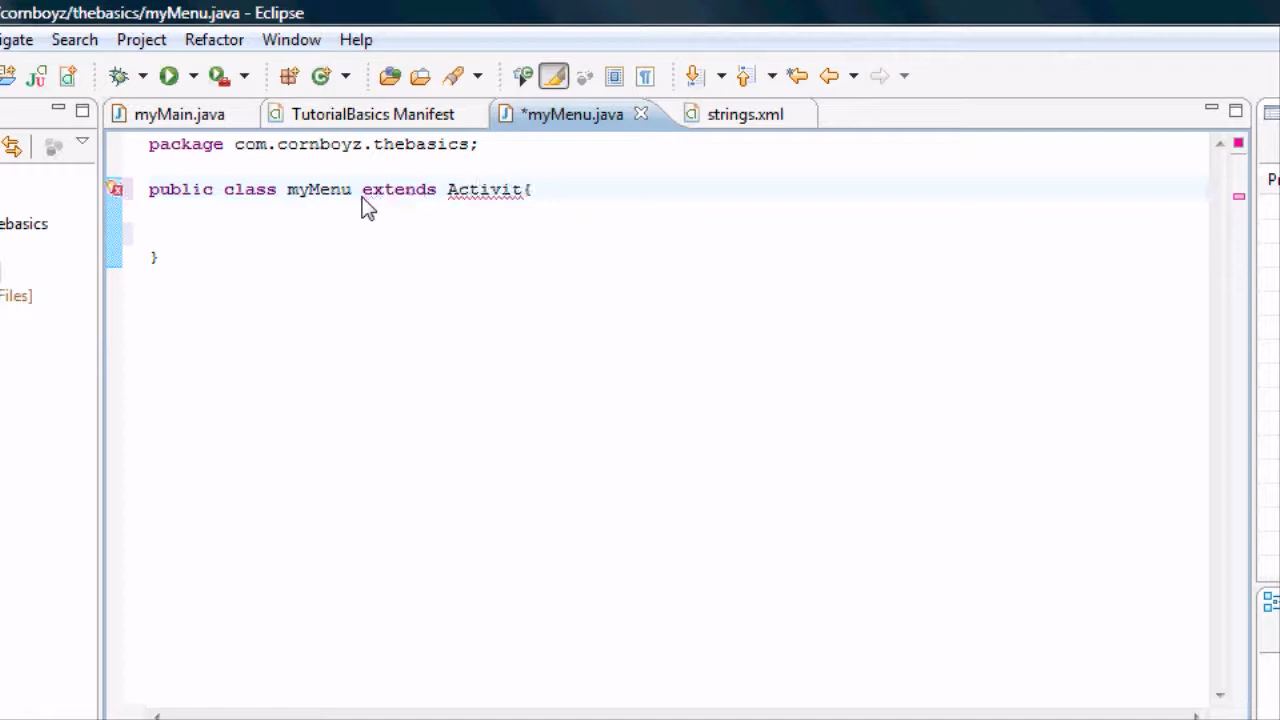 /cornboyz/thebasics/myMenu.java - Eclipse
igate Search Project Refactor Window Help
myMain.java TutorialBasics Manifest *myMenu.java strings.xml
package com.cornboyz.thebasics;
public class myMenu extends Activit{
}
ebasics
Files]